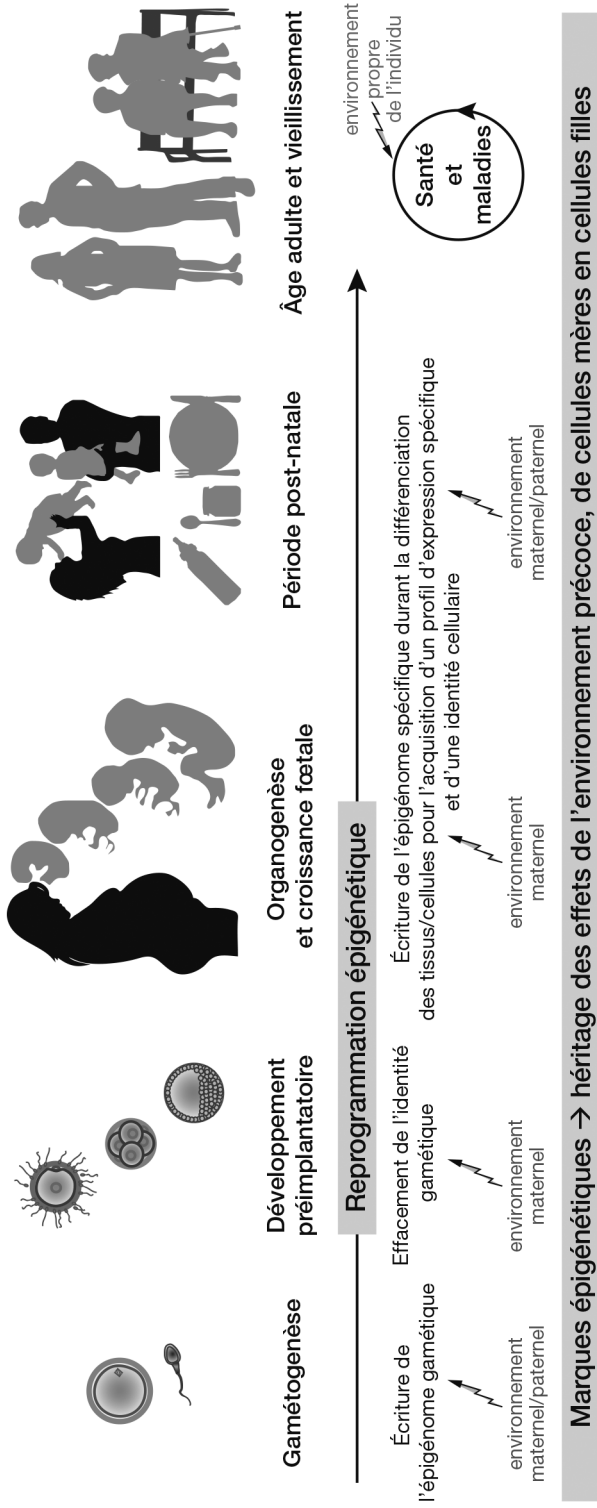 Gamétogenèse
Développement
préimplantatoire
Organogenèse
et croissance fœtale
Période post-natale
Âge adulte et vieillissement
Reprogrammation épigénétique
Écriture de
l'épigénome gamétique
Effacement de l'identité
gamétique
Écriture de l'épigénome spécifique durant la différenciation
des tissus/cellules pour l'acquisition d'un profil d'expression spécifique
et d'une identité cellulaire
environnement
maternel/paternel
environnement
maternel
environnement
maternel
environnement
maternel/paternel
environnement
propre
de l'individu
Santé
et
maladies
Marques épigénétiques → héritage des effets de l'environnement précoce, de cellules mères en cellules filles